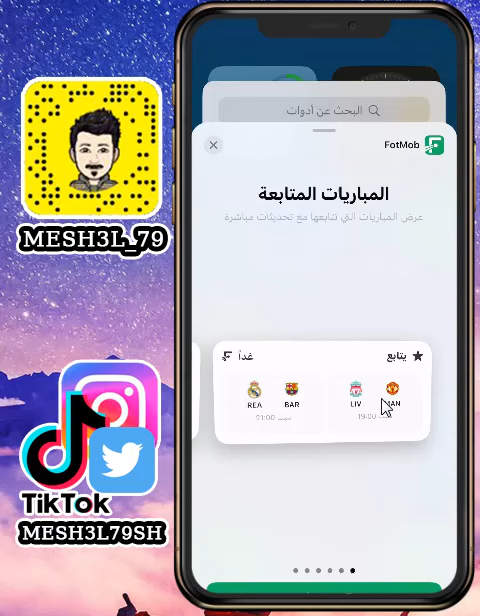 البحث عن أدوات
FotMob
المباريات المتابعة
عرض المباريات التي تتابعها مع تحديثات مباشرة
يتابع
غداً
REA
BAR
LIV
MAN
سبت 21:00
19:00
MESH3L_79
TikTok
MESH3L79SH